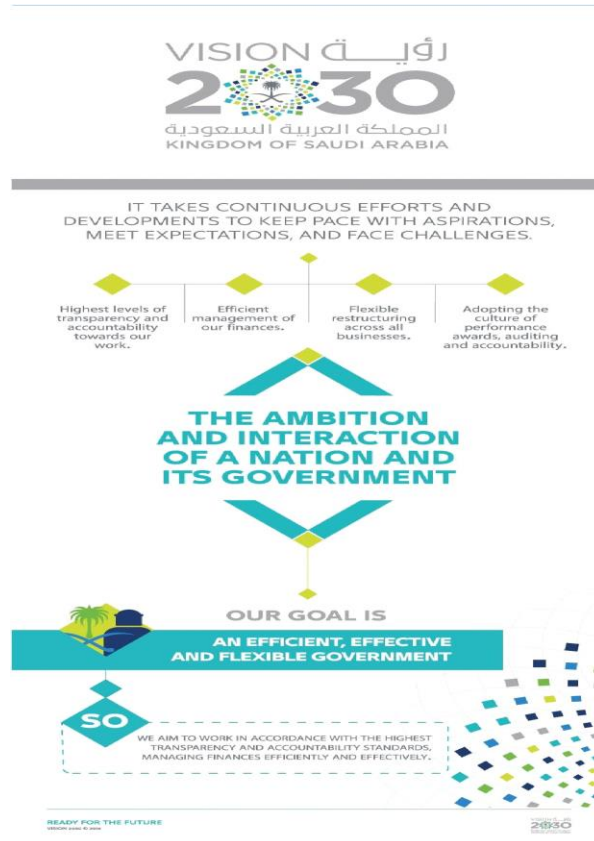 VISION رؤيــــة
2030
المملكة العربية السعودية
KINGDOM OF SAUDI ARABIA
IT TAKES CONTINUOUS EFFORTS AND
DEVELOPMENTS TO KEEP PACE WITH ASPIRATIONS,
MEET EXPECTATIONS, AND FACE CHALLENGES.
Highest levels of
transparency and
accountability
towards our
work.
Efficient
management of
our finances.
Flexible
restructuring
across all
businesses.
Adopting the
culture of
performance
awards, auditing
and accountability.
THE AMBITION
AND INTERACTION
OF A NATION AND
ITS GOVERNMENT
OUR GOAL IS
AN EFFICIENT, EFFECTIVE
AND FLEXIBLE GOVERNMENT
SO
WE AIM TO WORK IN ACCORDANCE WITH THE HIGHEST
TRANSPARENCY AND ACCOUNTABILITY STANDARDS,
MANAGING FINANCES EFFICIENTLY AND EFFECTIVELY.
READY FOR THE FUTURE
VISION 2030 ©
2030